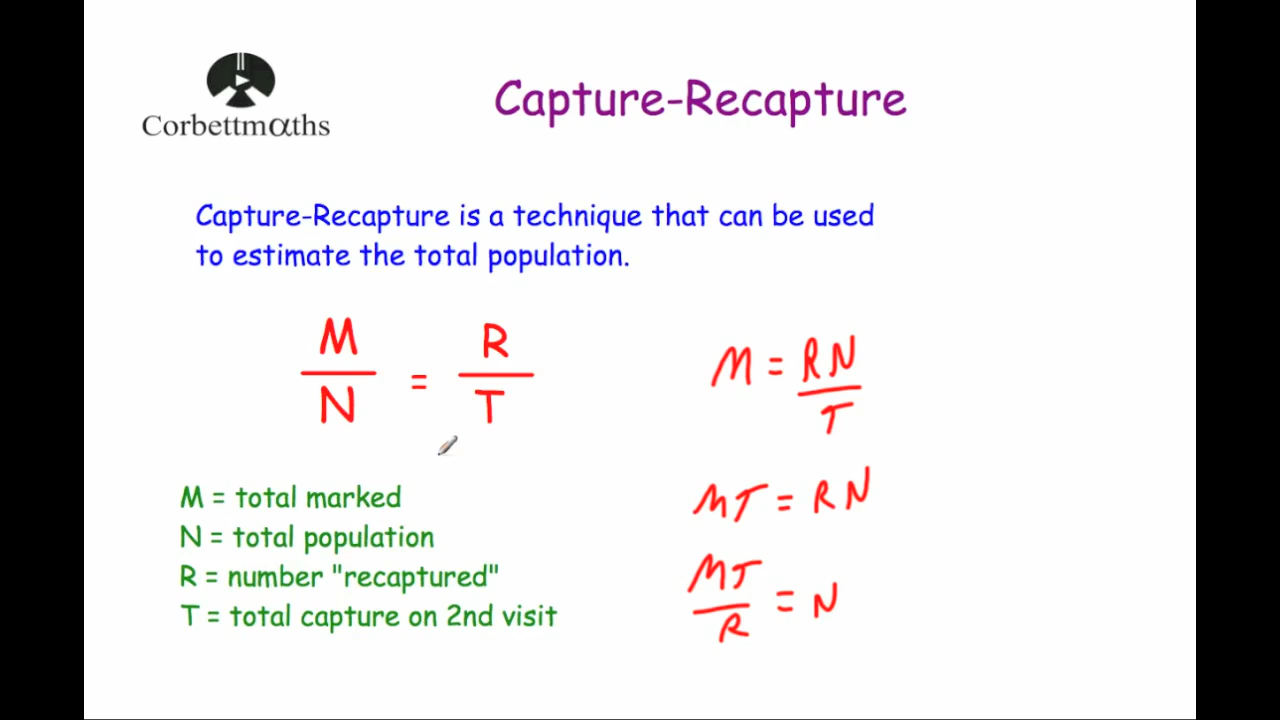 Corbettmαths
Capture-Recapture
Capture-Recapture is a technique that can be used
to estimate the total population.
M/N = R/T
M = total marked
N = total population
R = number "recaptured"
T = total capture on 2nd visit
M = RN/T
MT = RN
MT/R = N